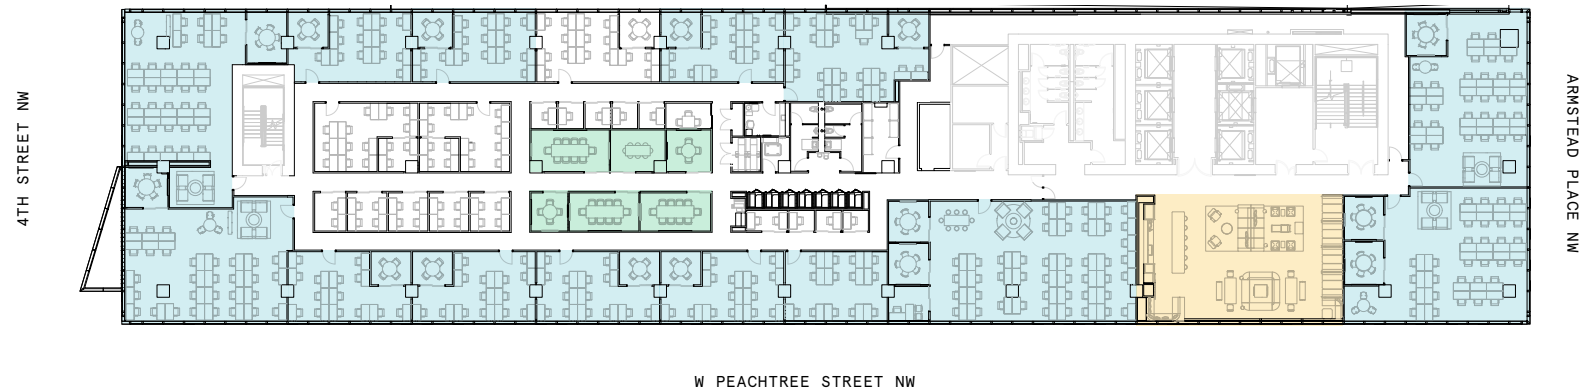 4TH STREET NW
ARMSTEAD PLACE NW
W PEACHTREE STREET NW